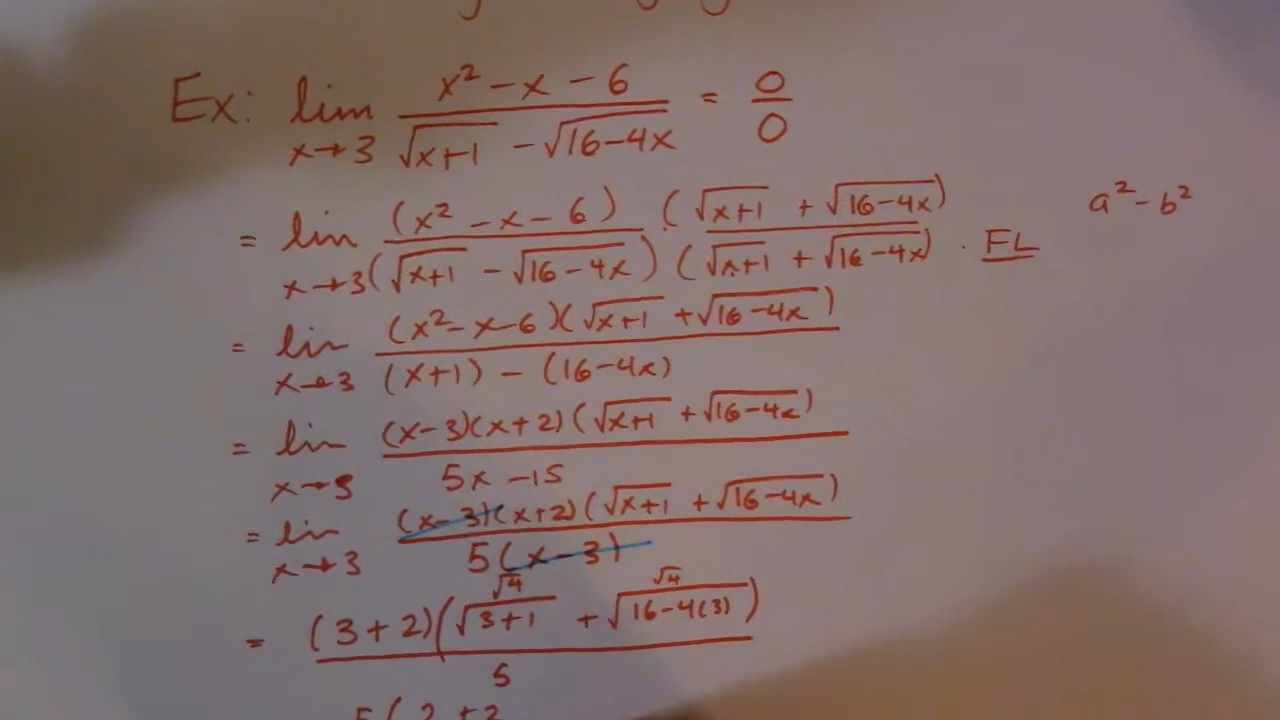 Ex: lim x→3 (x² - x - 6)/(√(x+1) - √(16-4x)) = 0/0
= lim x→3 (x² - x - 6)/(√(x+1) - √(16-4x)) · (√(x+1) + √(16-4x))/(√(x+1) + √(16-4x)) · FL a² - b²
= lim x→3 (x² - x - 6)(√(x+1) + √(16-4x))/((x+1) - (16-4x))
= lim x→3 (x-3)(x+2)(√(x+1) + √(16-4x))/(5x - 15)
= lim x→3 (x-3)(x+2)(√(x+1) + √(16-4x))/(5(x-3))
√4 √4
= (3+2)(√(3+1) + √(16-4(3)))/5
5(2+2